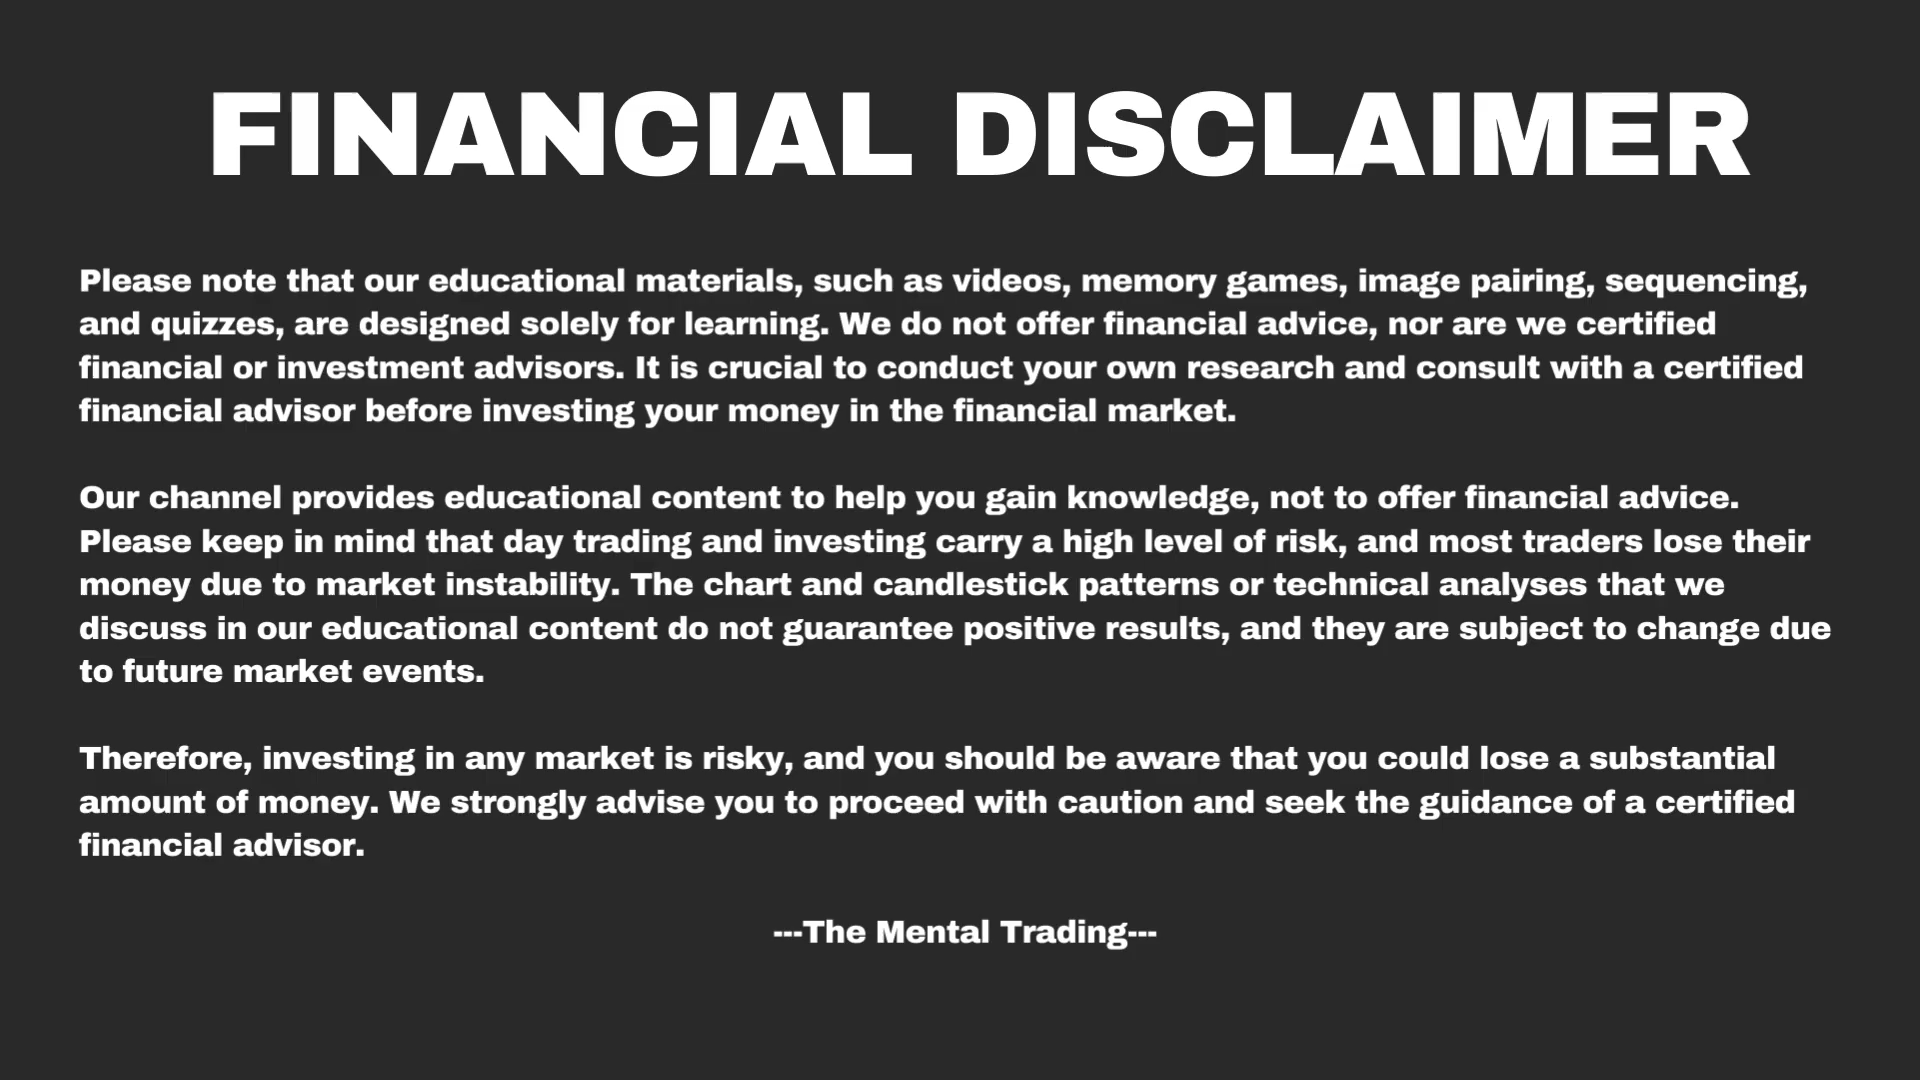 FINANCIAL DISCLAIMER
Please note that our educational materials, such as videos, memory games, image pairing, sequencing,
and quizzes, are designed solely for learning. We do not offer financial advice, nor are we certified
financial or investment advisors. It is crucial to conduct your own research and consult with a certified
financial advisor before investing your money in the financial market.
Our channel provides educational content to help you gain knowledge, not to offer financial advice.
Please keep in mind that day trading and investing carry a high level of risk, and most traders lose their
money due to market instability. The chart and candlestick patterns or technical analyses that we
discuss in our educational content do not guarantee positive results, and they are subject to change due
to future market events.
Therefore, investing in any market is risky, and you should be aware that you could lose a substantial
amount of money. We strongly advise you to proceed with caution and seek the guidance of a certified
financial advisor.
---The Mental Trading---